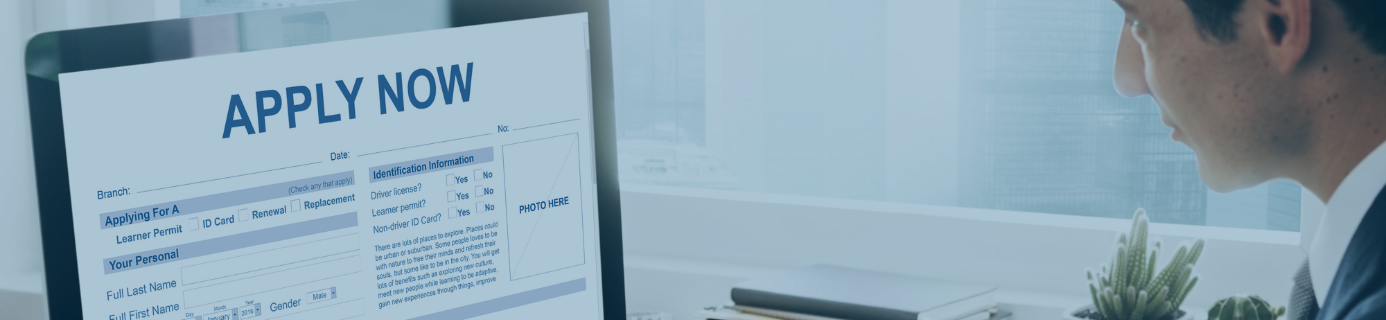 APPLY NOW
Branch: Date: No:
Applying For A (Check any that apply)
Learner Permit ID Card Renewal Replacement
Your Personal
Full Last Name
Full First Name
Day Month Year
January 2016 Gender Male
Identification Information
Driver license? Yes No
Learner permit? Yes No
Non-driver ID Card? Yes No
There are lots of places to explore. Places could
be urban or suburban. Some people loves to be
with nature to free their minds and refresh their
souls, but some like to be in the city. You will get
lots of benefits such as exploring new culture,
meet new people while learning to be adaptive,
gain new experiences through things, improve
PHOTO HERE